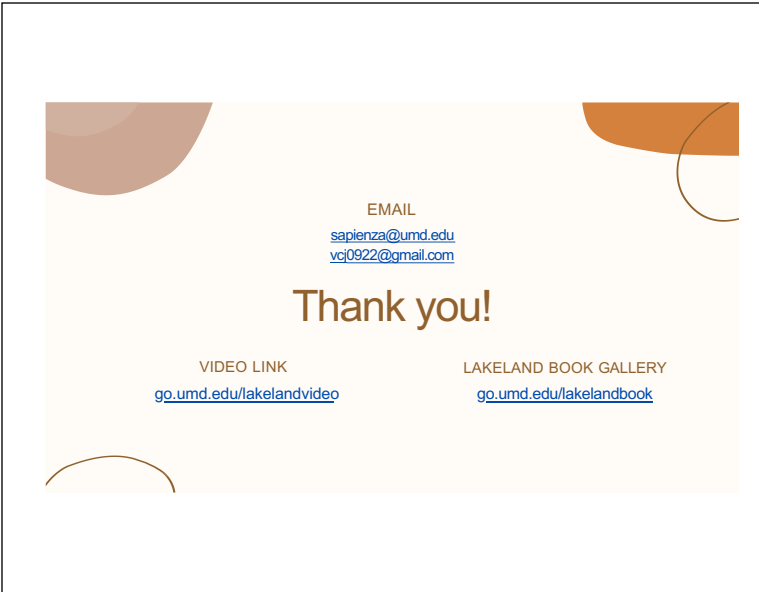 EMAIL
sapienza@umd.edu
vcj0922@gmail.com
Thank you!
VIDEO LINK
go.umd.edu/lakelandvideo
LAKELAND BOOK GALLERY
go.umd.edu/lakelandbook